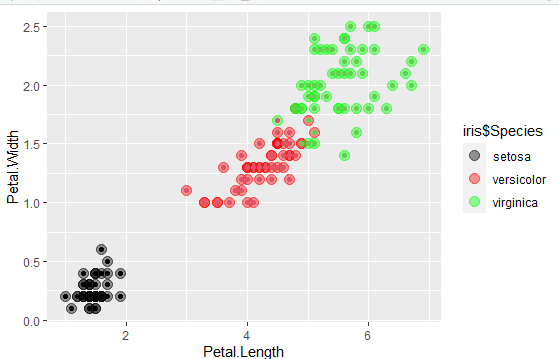 2.5
2.0
1.5
1.0
0.5
0.0
Petal.Width
2 4 6
Petal.Length
iris$Species
setosa
versicolor
virginica